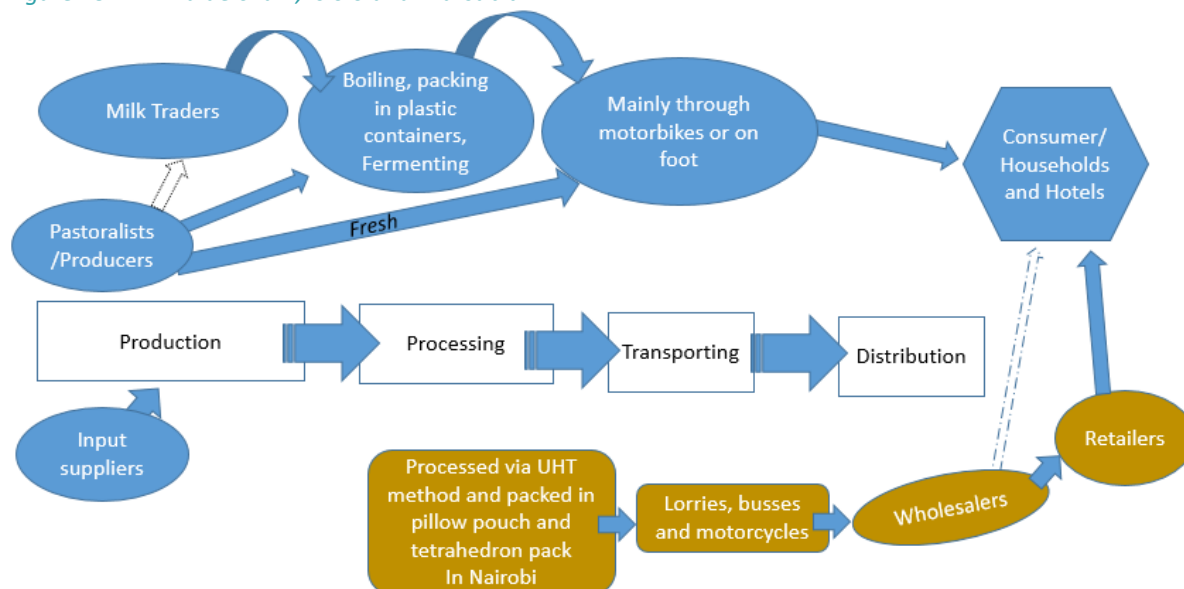 Milk Traders
Boiling, packing
in plastic
containers,
Fermenting
Mainly through
motorbikes or on
foot
Consumer/
Households
and Hotels
Pastoralists
/Producers
Fresh
Production
Processing
Transporting
Distribution
Input
suppliers
Processed via UHT
method and packed in
pillow pouch and
tetrahedron pack
In Nairobi
Lorries, busses
and motorcycles
Wholesalers
Retailers